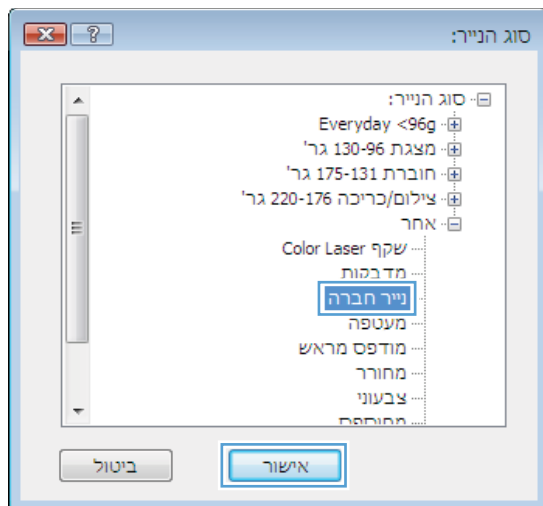 סוג הנייר:
סוג הנייר:
Everyday <96g
מצגת 96-130 גר'
חוברת 131-175 גר'
צילום/כריכה 176-220 גר'
אחר
שקף Color Laser
מדבקות
נייר חברה
מעטפה
מודפס מראש
מחורר
צבעוני
מחוספס
אישור
ביטול